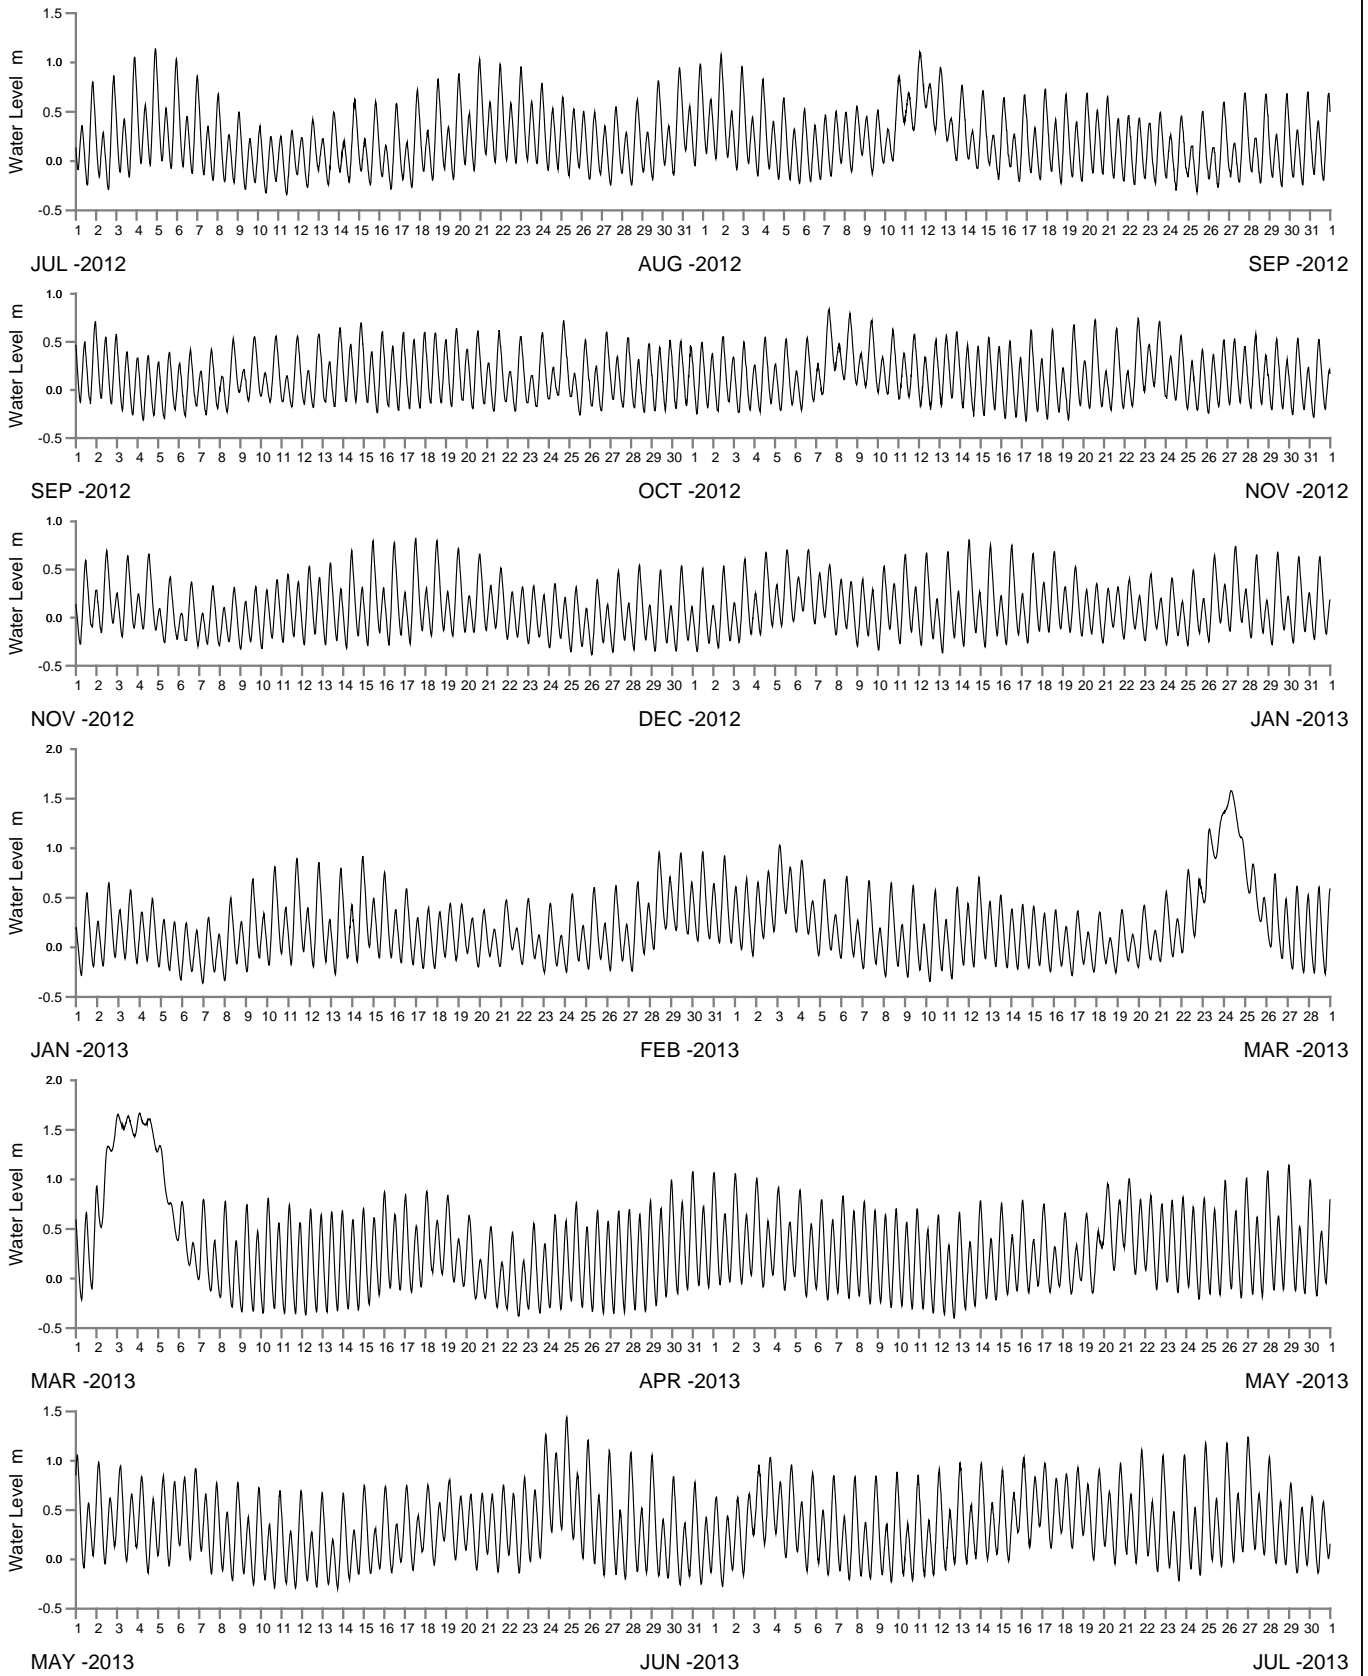 1.5
1.0
0.5
0.0
-0.5
Water Level m
1 2 3 4 5 6 7 8 9 10 11 12 13 14 15 16 17 18 19 20 21 22 23 24 25 26 27 28 29 30 31 1 2 3 4 5 6 7 8 9 10 11 12 13 14 15 16 17 18 19 20 21 22 23 24 25 26 27 28 29 30 31 1
JUL -2012 AUG -2012 SEP -2012
1.0
0.5
0.0
-0.5
Water Level m
1 2 3 4 5 6 7 8 9 10 11 12 13 14 15 16 17 18 19 20 21 22 23 24 25 26 27 28 29 30 1 2 3 4 5 6 7 8 9 10 11 12 13 14 15 16 17 18 19 20 21 22 23 24 25 26 27 28 29 30 31 1
SEP -2012 OCT -2012 NOV -2012
1.0
0.5
0.0
-0.5
Water Level m
1 2 3 4 5 6 7 8 9 10 11 12 13 14 15 16 17 18 19 20 21 22 23 24 25 26 27 28 29 30 1 2 3 4 5 6 7 8 9 10 11 12 13 14 15 16 17 18 19 20 21 22 23 24 25 26 27 28 29 30 31 1
NOV -2012 DEC -2012 JAN -2013
2.0
1.5
1.0
0.5
0.0
-0.5
Water Level m
1 2 3 4 5 6 7 8 9 10 11 12 13 14 15 16 17 18 19 20 21 22 23 24 25 26 27 28 29 30 31 1 2 3 4 5 6 7 8 9 10 11 12 13 14 15 16 17 18 19 20 21 22 23 24 25 26 27 28 1
JAN -2013 FEB -2013 MAR -2013
2.0
1.5
1.0
0.5
0.0
-0.5
Water Level m
1 2 3 4 5 6 7 8 9 10 11 12 13 14 15 16 17 18 19 20 21 22 23 24 25 26 27 28 29 30 31 1 2 3 4 5 6 7 8 9 10 11 12 13 14 15 16 17 18 19 20 21 22 23 24 25 26 27 28 29 30 1
MAR -2013 APR -2013 MAY -2013
1.5
1.0
0.5
0.0
-0.5
Water Level m
1 2 3 4 5 6 7 8 9 10 11 12 13 14 15 16 17 18 19 20 21 22 23 24 25 26 27 28 29 30 31 1 2 3 4 5 6 7 8 9 10 11 12 13 14 15 16 17 18 19 20 21 22 23 24 25 26 27 28 29 30 1
MAY -2013 JUN -2013 JUL -2013